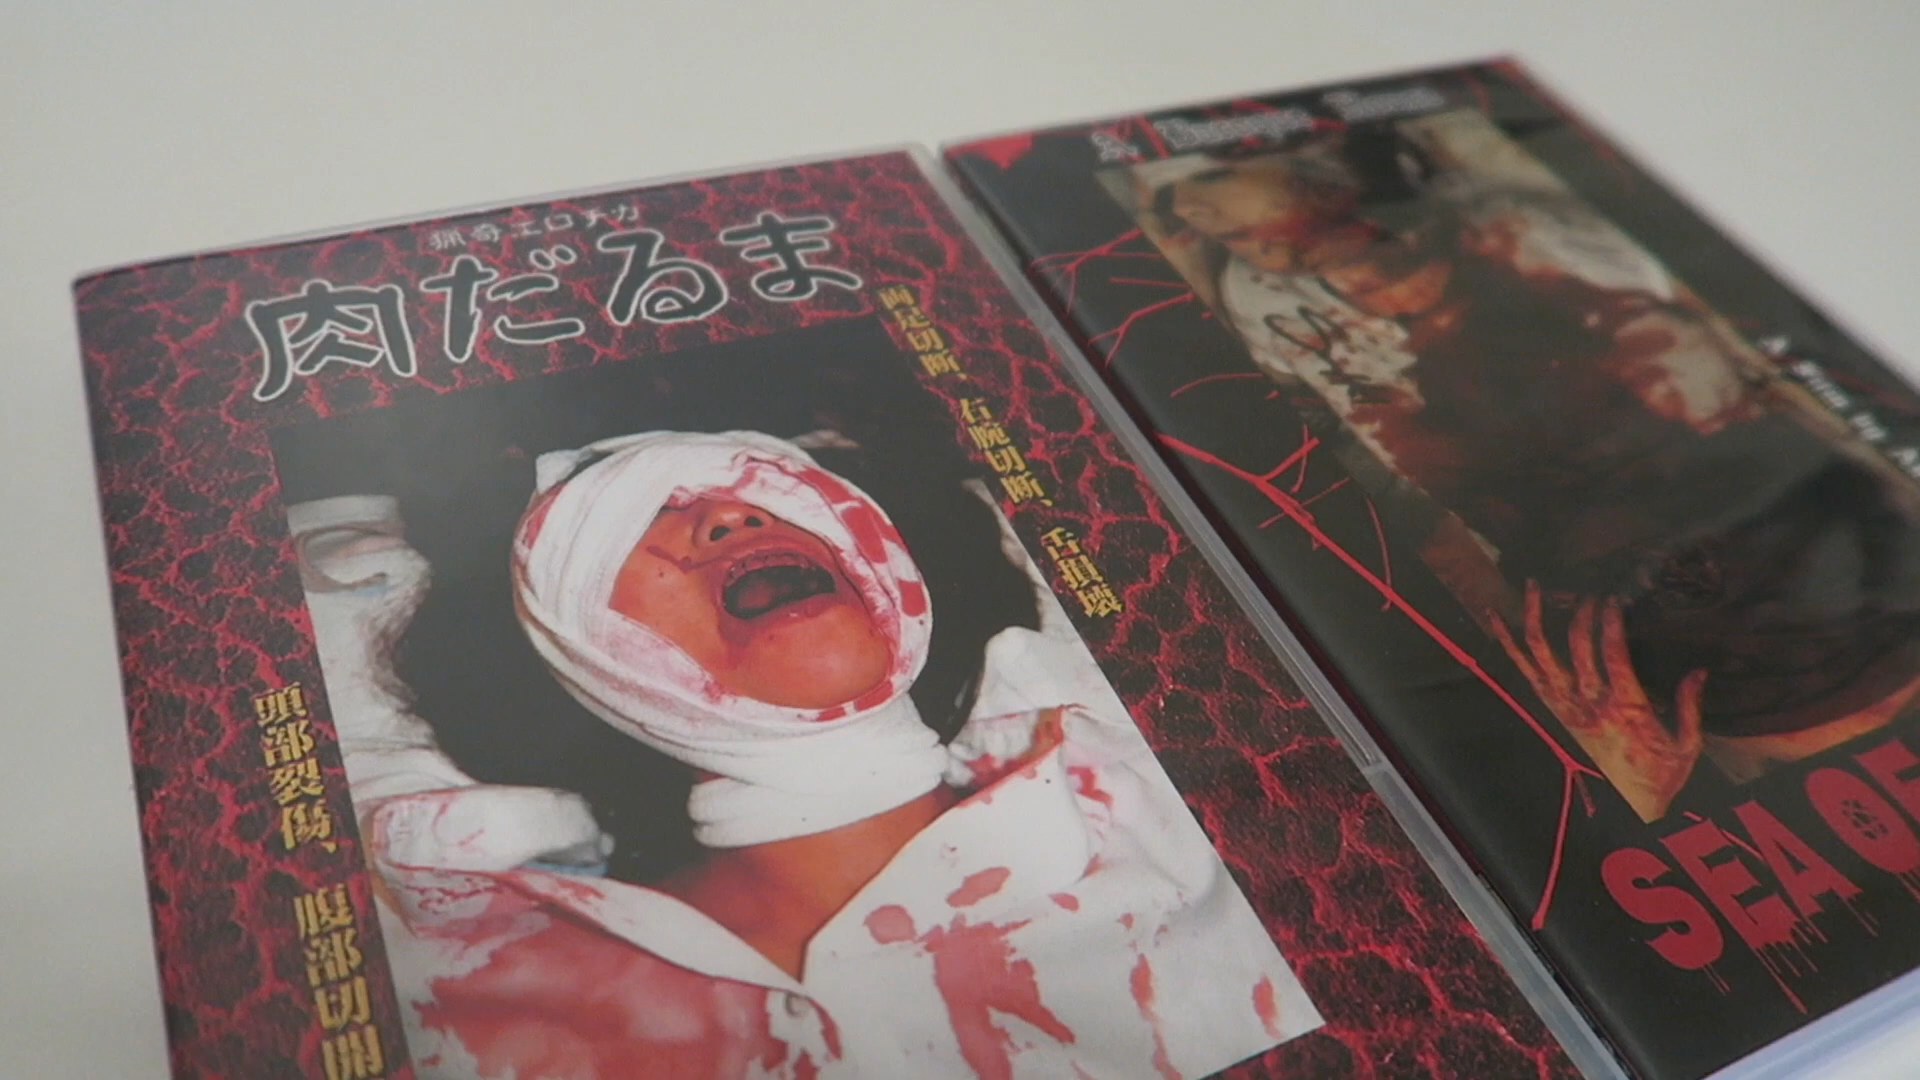 猟奇エロチカ
肉だるま
両足切断、右腕切断、舌損壊
頭部裂傷、腹部切開
SEA OF